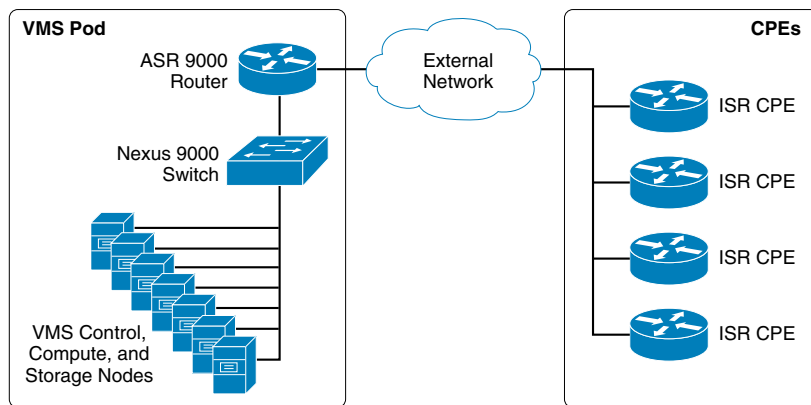 VMS Pod
ASR 9000
Router
Nexus 9000
Switch
VMS Control,
Compute, and
Storage Nodes
External
Network
CPEs
ISR CPE
ISR CPE
ISR CPE
ISR CPE